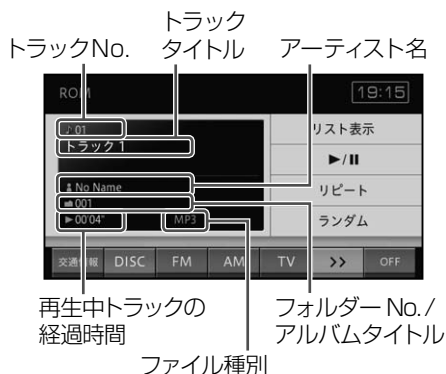 トラック
トラックNo.
タイトル
アーティスト名
ROM
19:15
♪ 01
リスト表示
トラック 1
►/II
No Name
リピート
001
►00'04"
MP3
ランダム
交通情報
DISC
FM
AM
TV
>>
OFF
再生中トラックの
経過時間
フォルダー No./
アルバムタイトル
ファイル種別